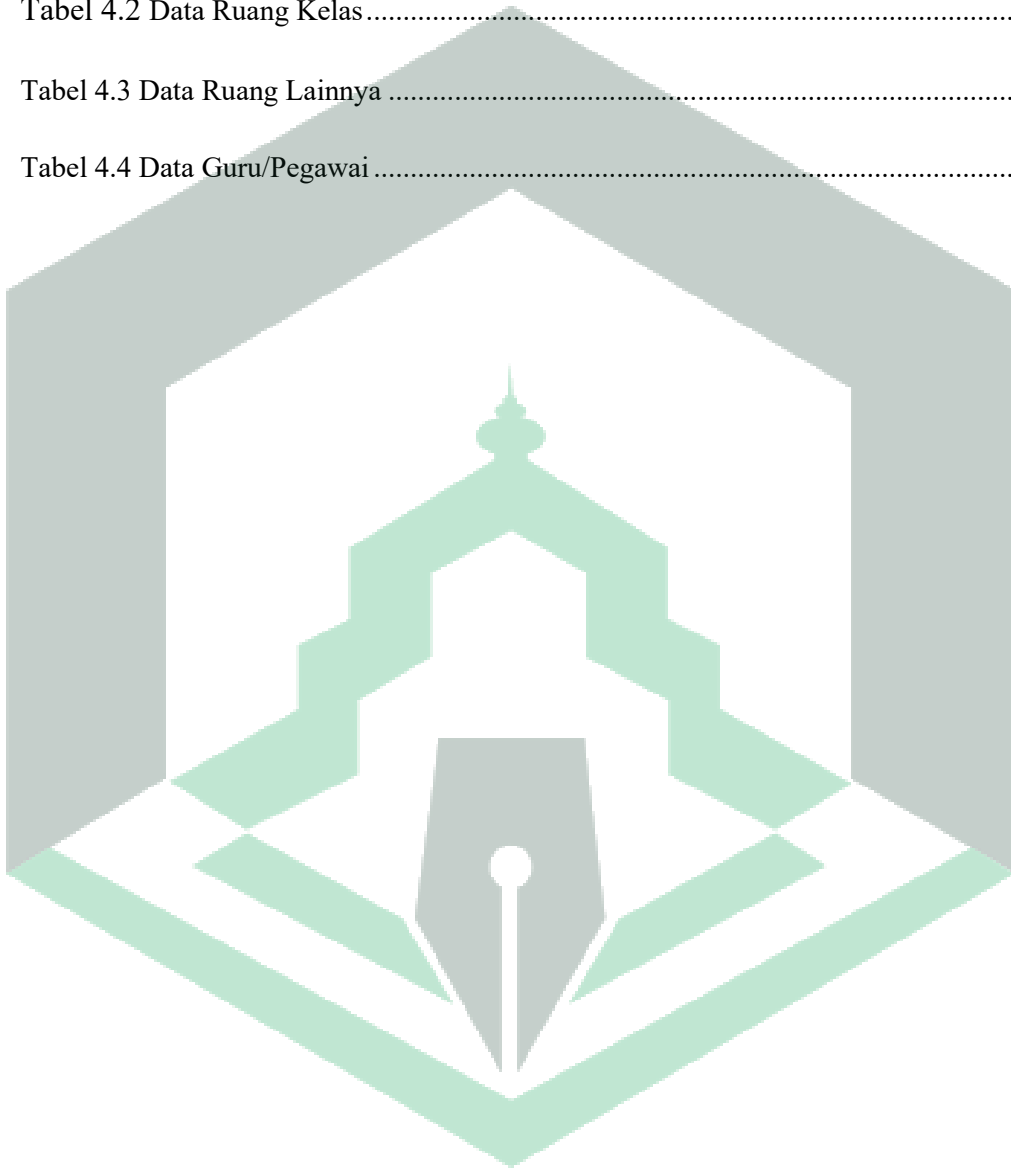 Tabel 4.2 Data Ruang Kelas........................................................................................
Tabel 4.3 Data Ruang Lainnya ....................................................................................
Tabel 4.4 Data Guru/Pegawai......................................................................................